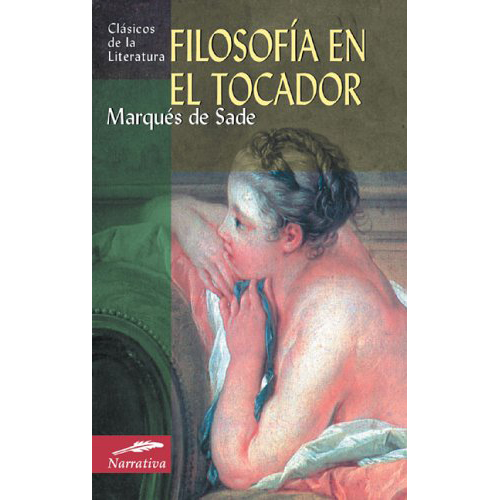 Clásicos
de la
Literatura
FILOSOFÍA EN
EL TOCADOR
Marqués de Sade
Narrativa